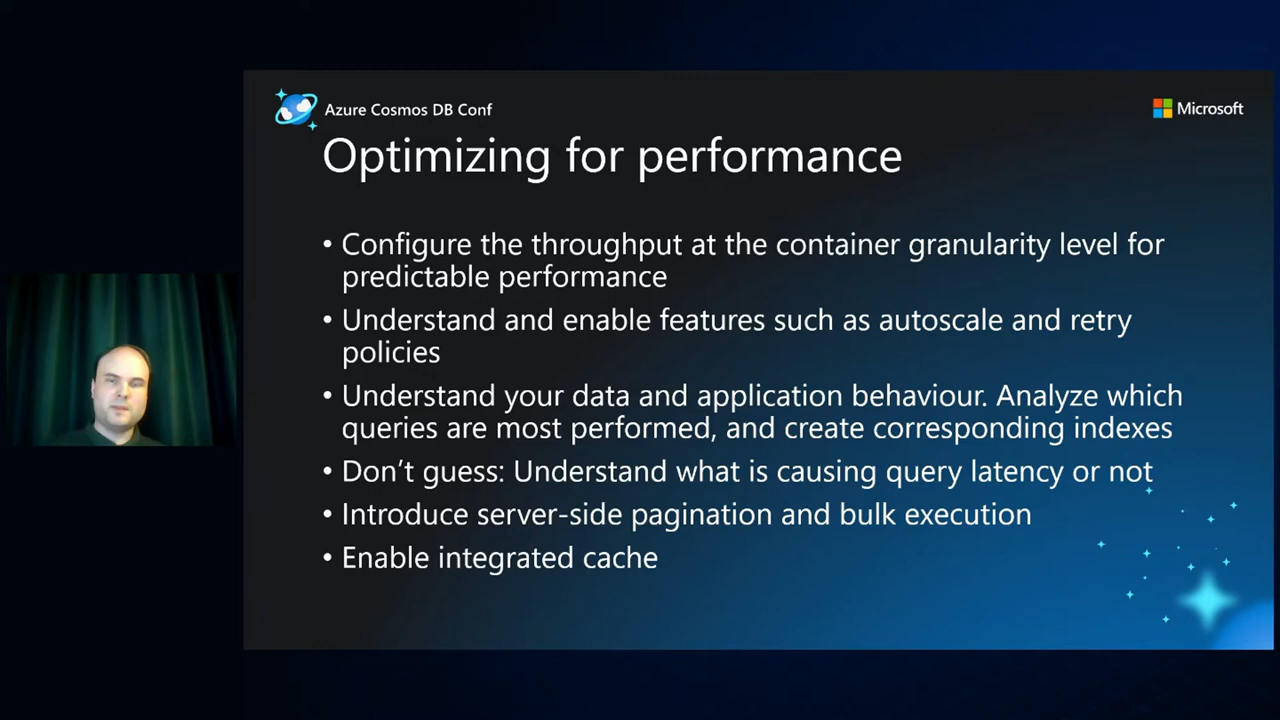 Azure Cosmos DB Conf
Microsoft
Optimizing for performance
• Configure the throughput at the container granularity level for
predictable performance
• Understand and enable features such as autoscale and retry
policies
• Understand your data and application behaviour. Analyze which
queries are most performed, and create corresponding indexes
• Don’t guess: Understand what is causing query latency or not
• Introduce server-side pagination and bulk execution
• Enable integrated cache